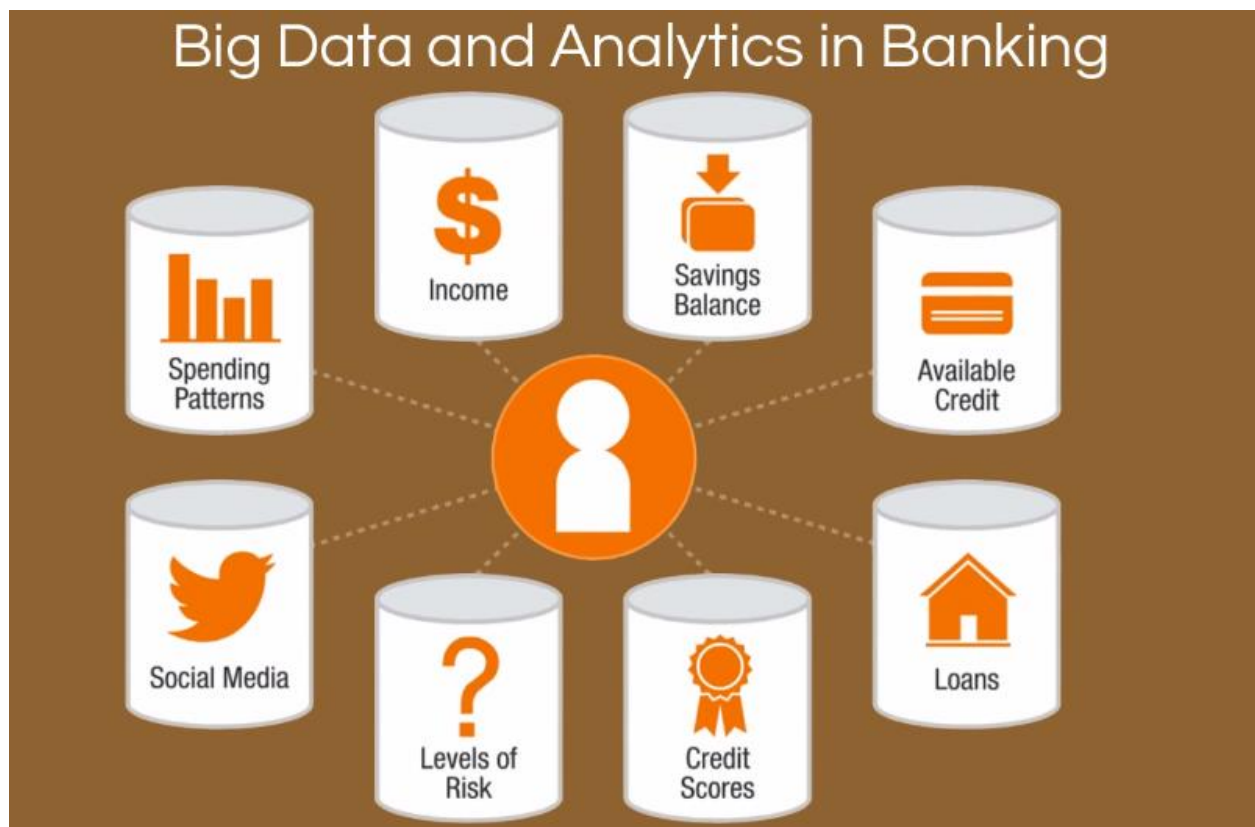 Big Data and Analytics in Banking
Income
Savings
Balance
Spending
Patterns
Available
Credit
Social Media
Loans
Levels of
Risk
Credit
Scores